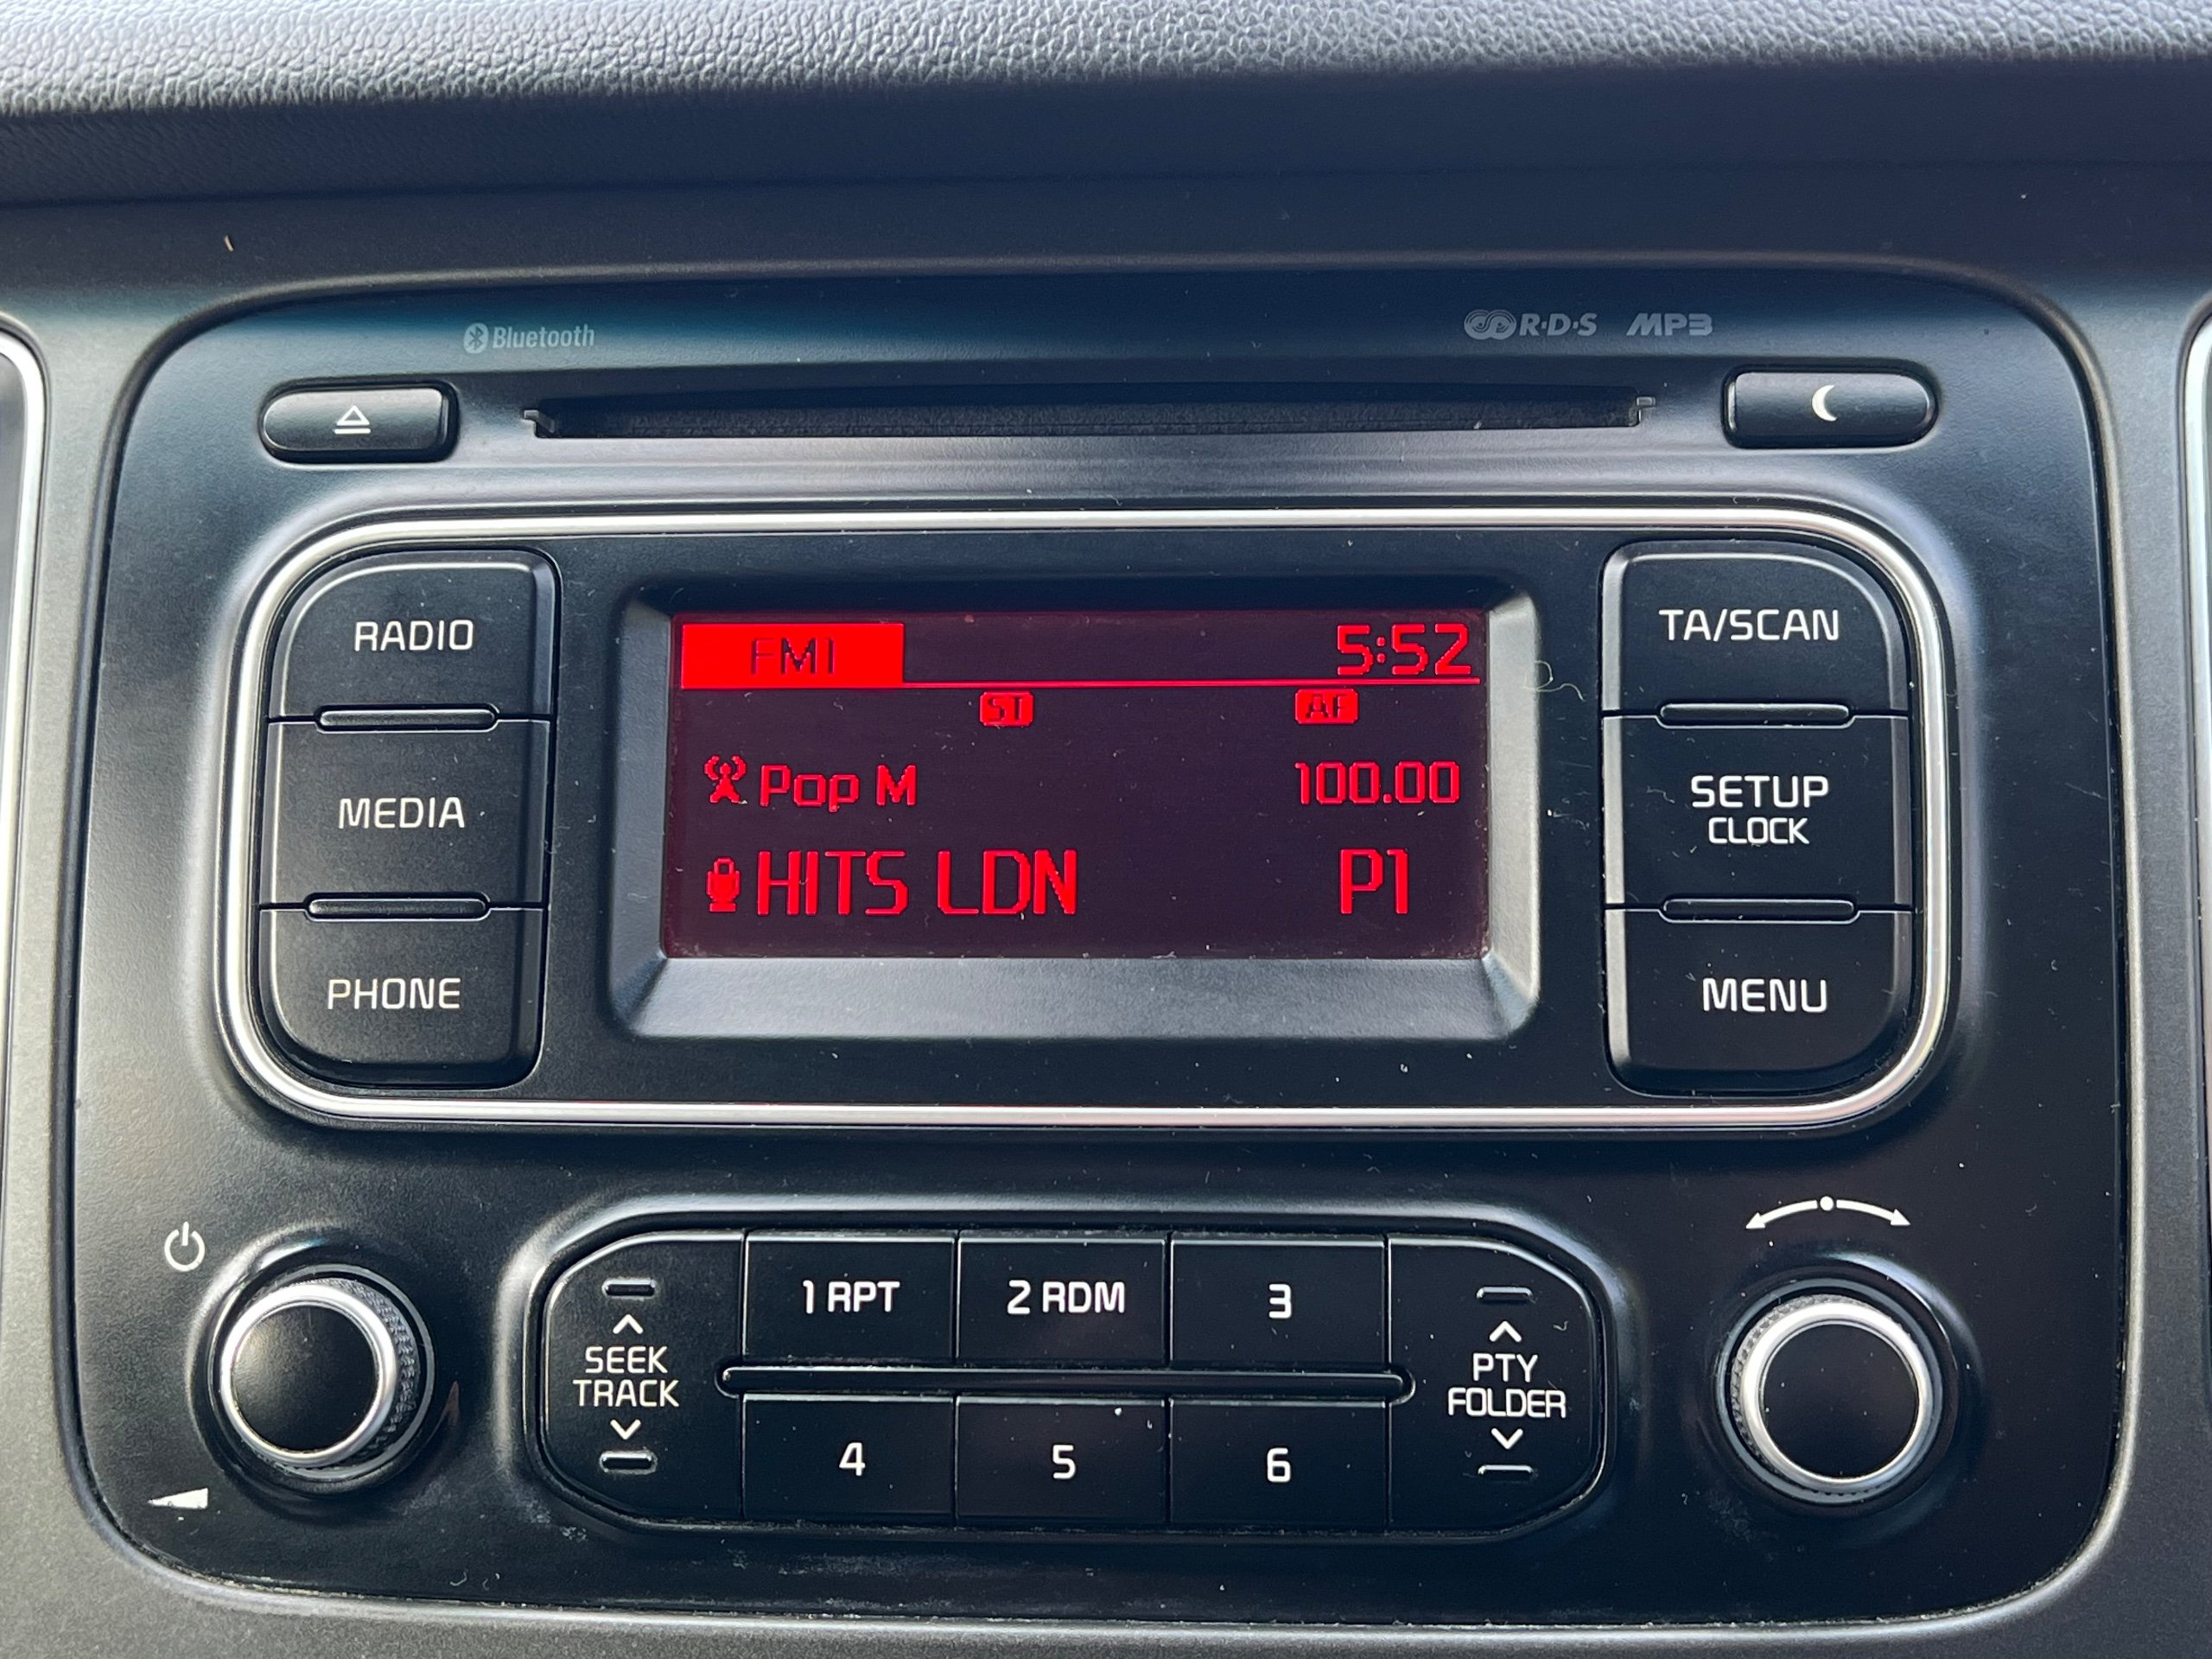 Bluetooth
R·D·S MP3
RADIO
MEDIA
PHONE
FM1 5:52
ST AF
Pop M 100.00
HITS LDN P1
TA/SCAN
SETUP
CLOCK
MENU
SEEK
TRACK
1 RPT 2 RDM 3
4 5 6
PTY
FOLDER